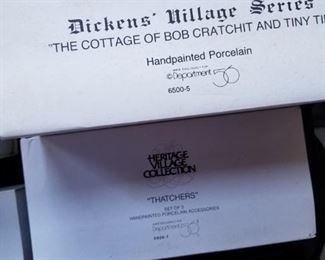 Dickens' Village Series
"THE COTTAGE OF BOB CRATCHIT AND TINY TI
Handpainted Porcelain
©Department 56
6500-5
HERITAGE
VILLAGE
COLLECTION
"THATCHERS"
SET OF 3
HANDPAINTED PORCELAIN ACCESSORIES
Department 56